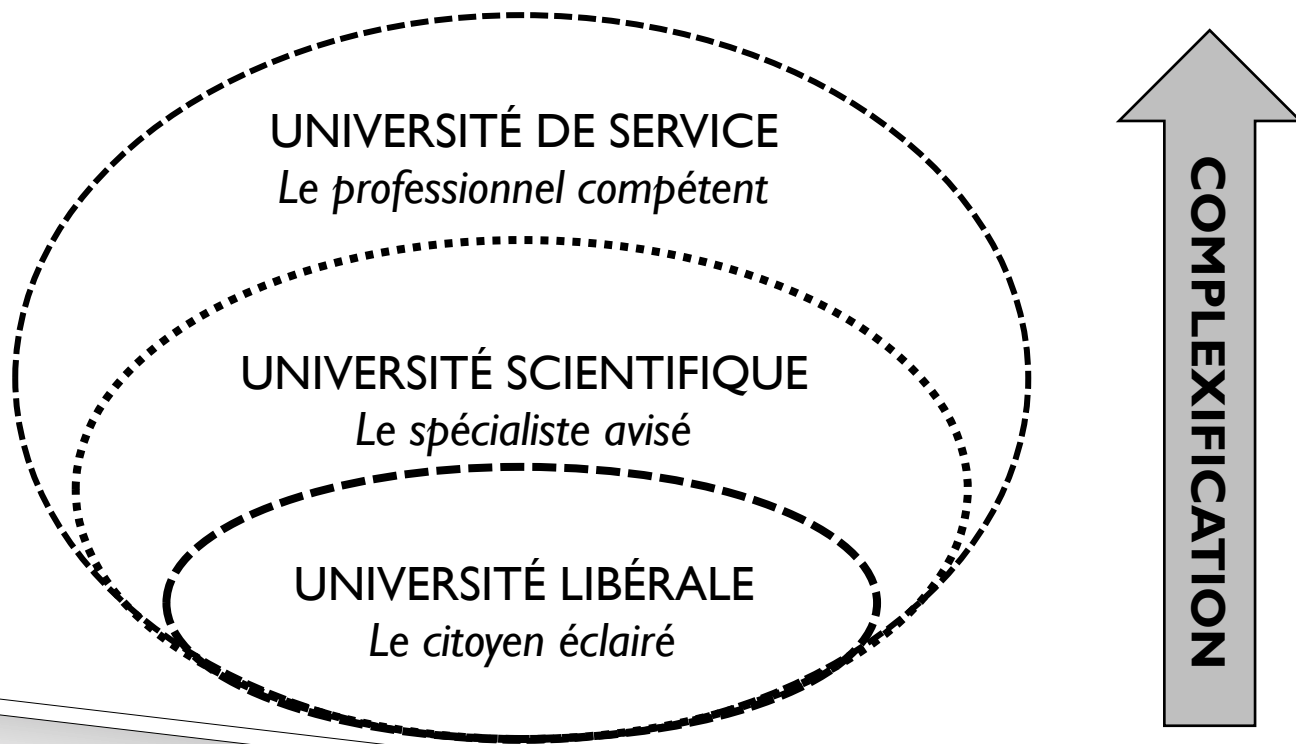 UNIVERSITÉ DE SERVICE
Le professionnel compétent
UNIVERSITÉ SCIENTIFIQUE
Le spécialiste avisé
UNIVERSITÉ LIBÉRALE
Le citoyen éclairé
COMPLEXIFICATION